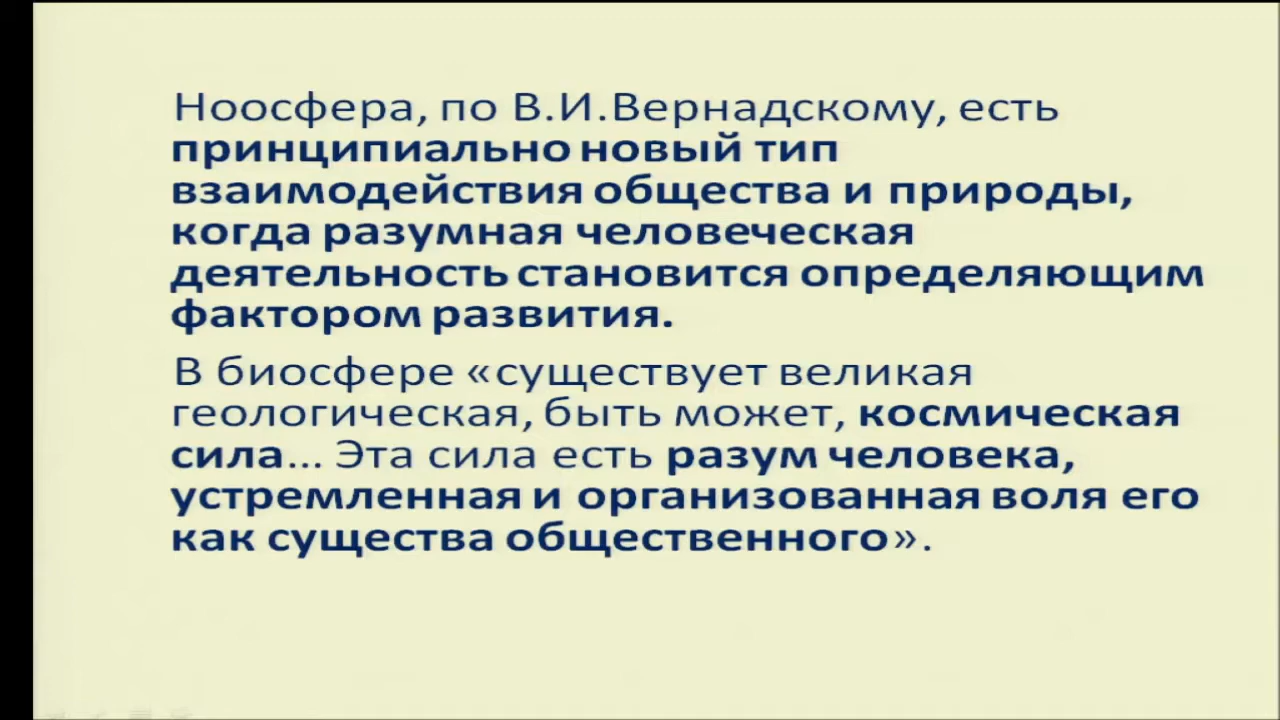 Ноосфера, по В.И.Вернадскому, есть
принципиально новый тип
взаимодействия общества и природы,
когда разумная человеческая
деятельность становится определяющим
фактором развития.
В биосфере «существует великая
геологическая, быть может, космическая
сила... Эта сила есть разум человека,
устремленная и организованная воля его
как существа общественного».